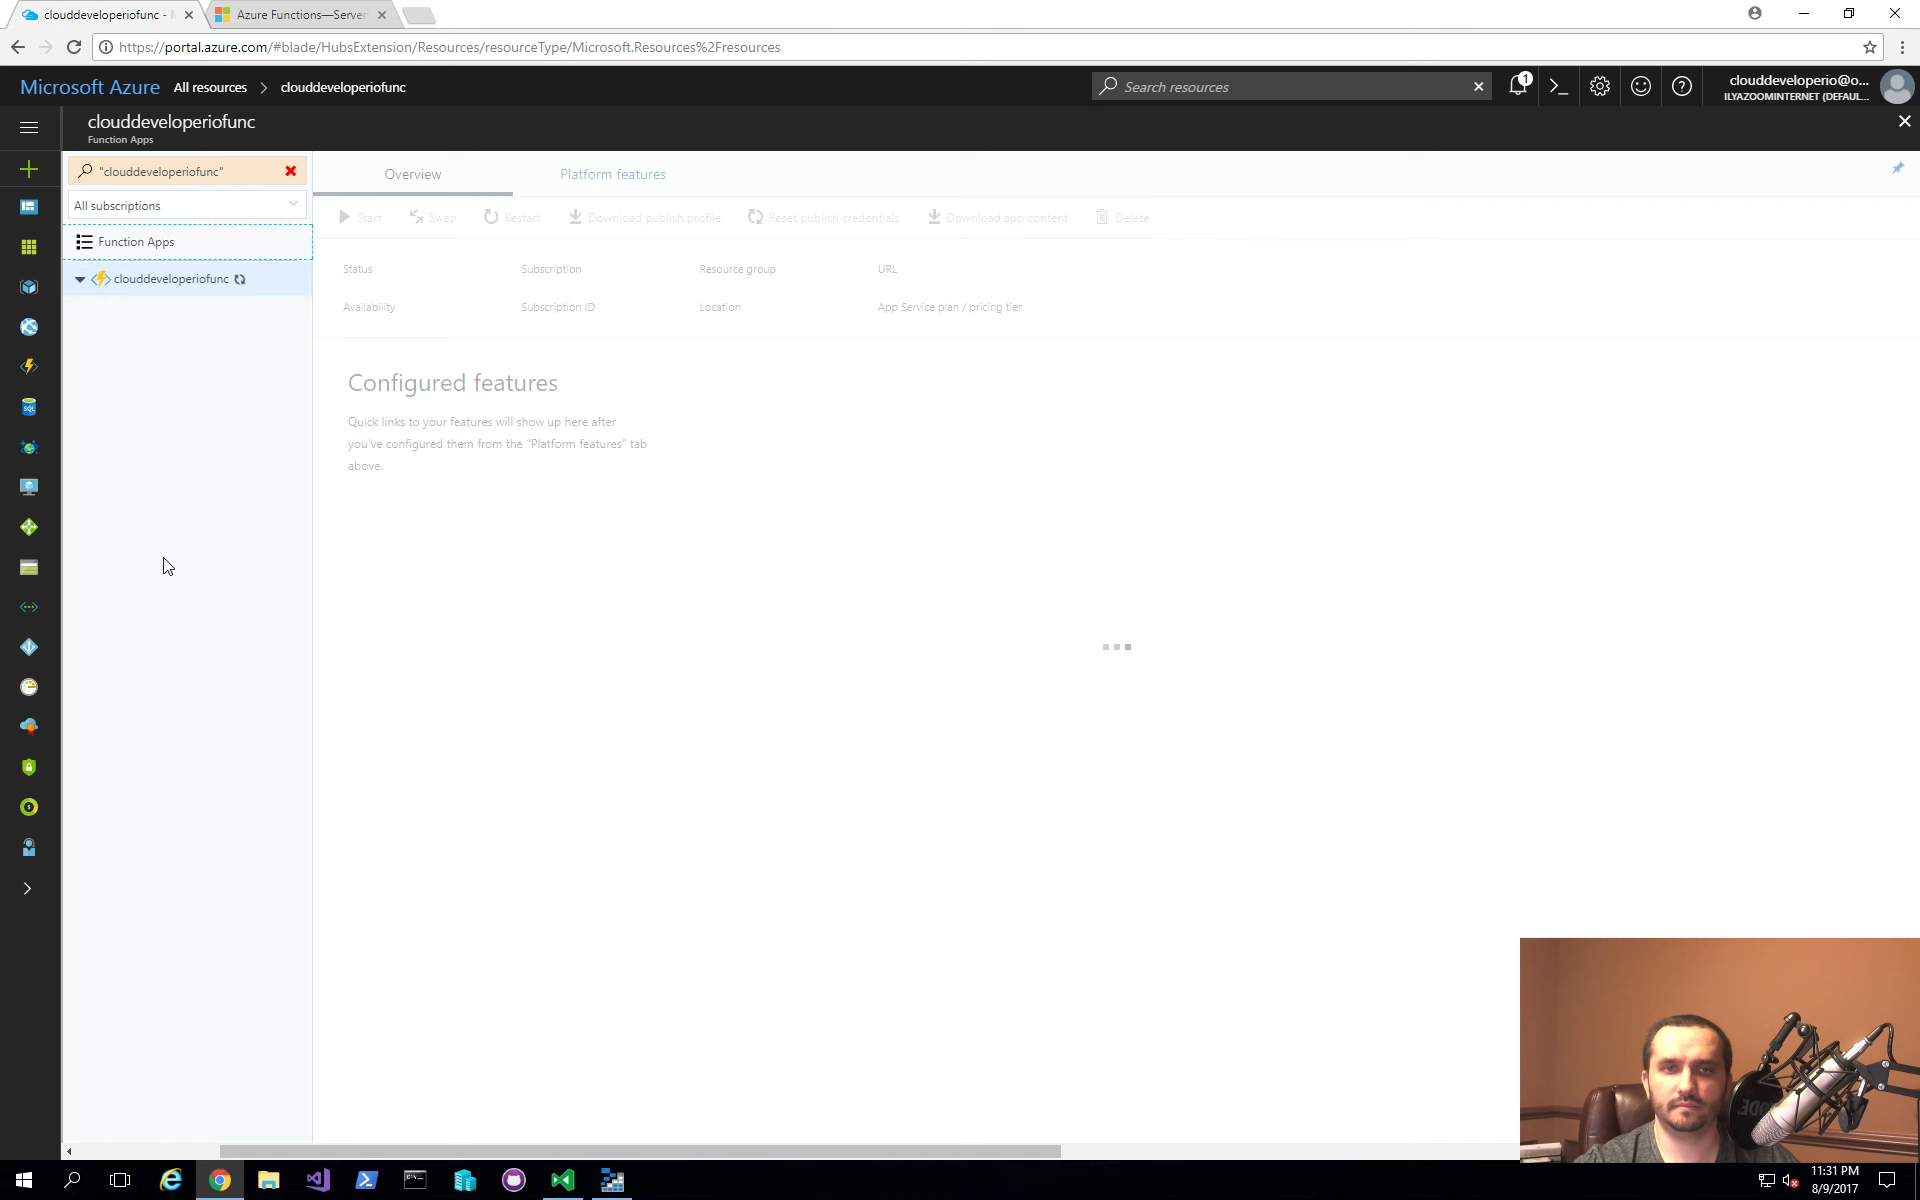 clouddeveloperiofunc - M
Azure Functions—Server
https://portal.azure.com/#blade/HubsExtension/Resources/resourceType/Microsoft.Resources%2Fresources
Microsoft Azure All resources > clouddeveloperiofunc
Search resources
1
clouddeveloperio@o...
ILYAZOOMINTERNET (DEFAUL...
clouddeveloperiofunc
Function Apps
"clouddeveloperiofunc"
All subscriptions
Function Apps
clouddeveloperiofunc
Overview Platform features
Start Swap Restart Download publish profile Reset publish credentials Download app content Delete
Status Subscription Resource group URL
Availability Subscription ID Location App Service plan / pricing tier
Configured features
Quick links to your features will show up here after
you've configured them from the "Platform features" tab
above.
SQL
11:31 PM
8/9/2017